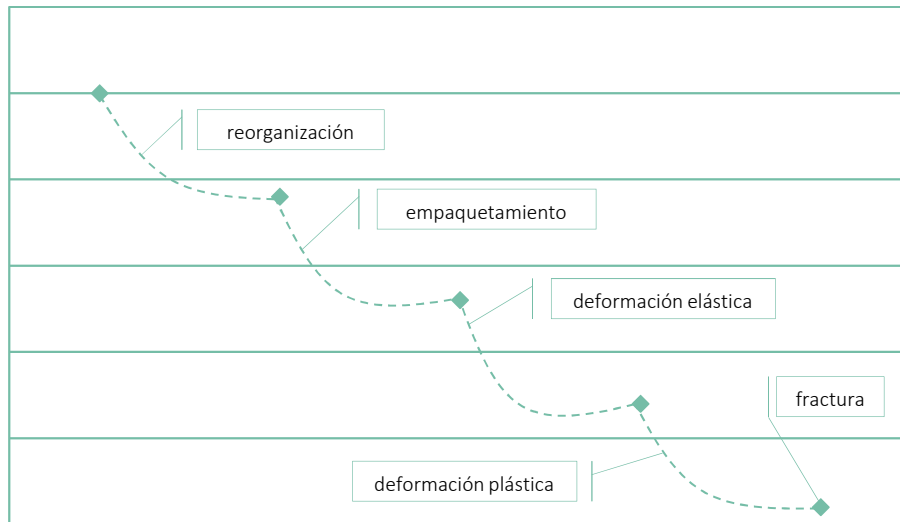 reorganización
empaquetamiento
deformación elástica
fractura
deformación plástica